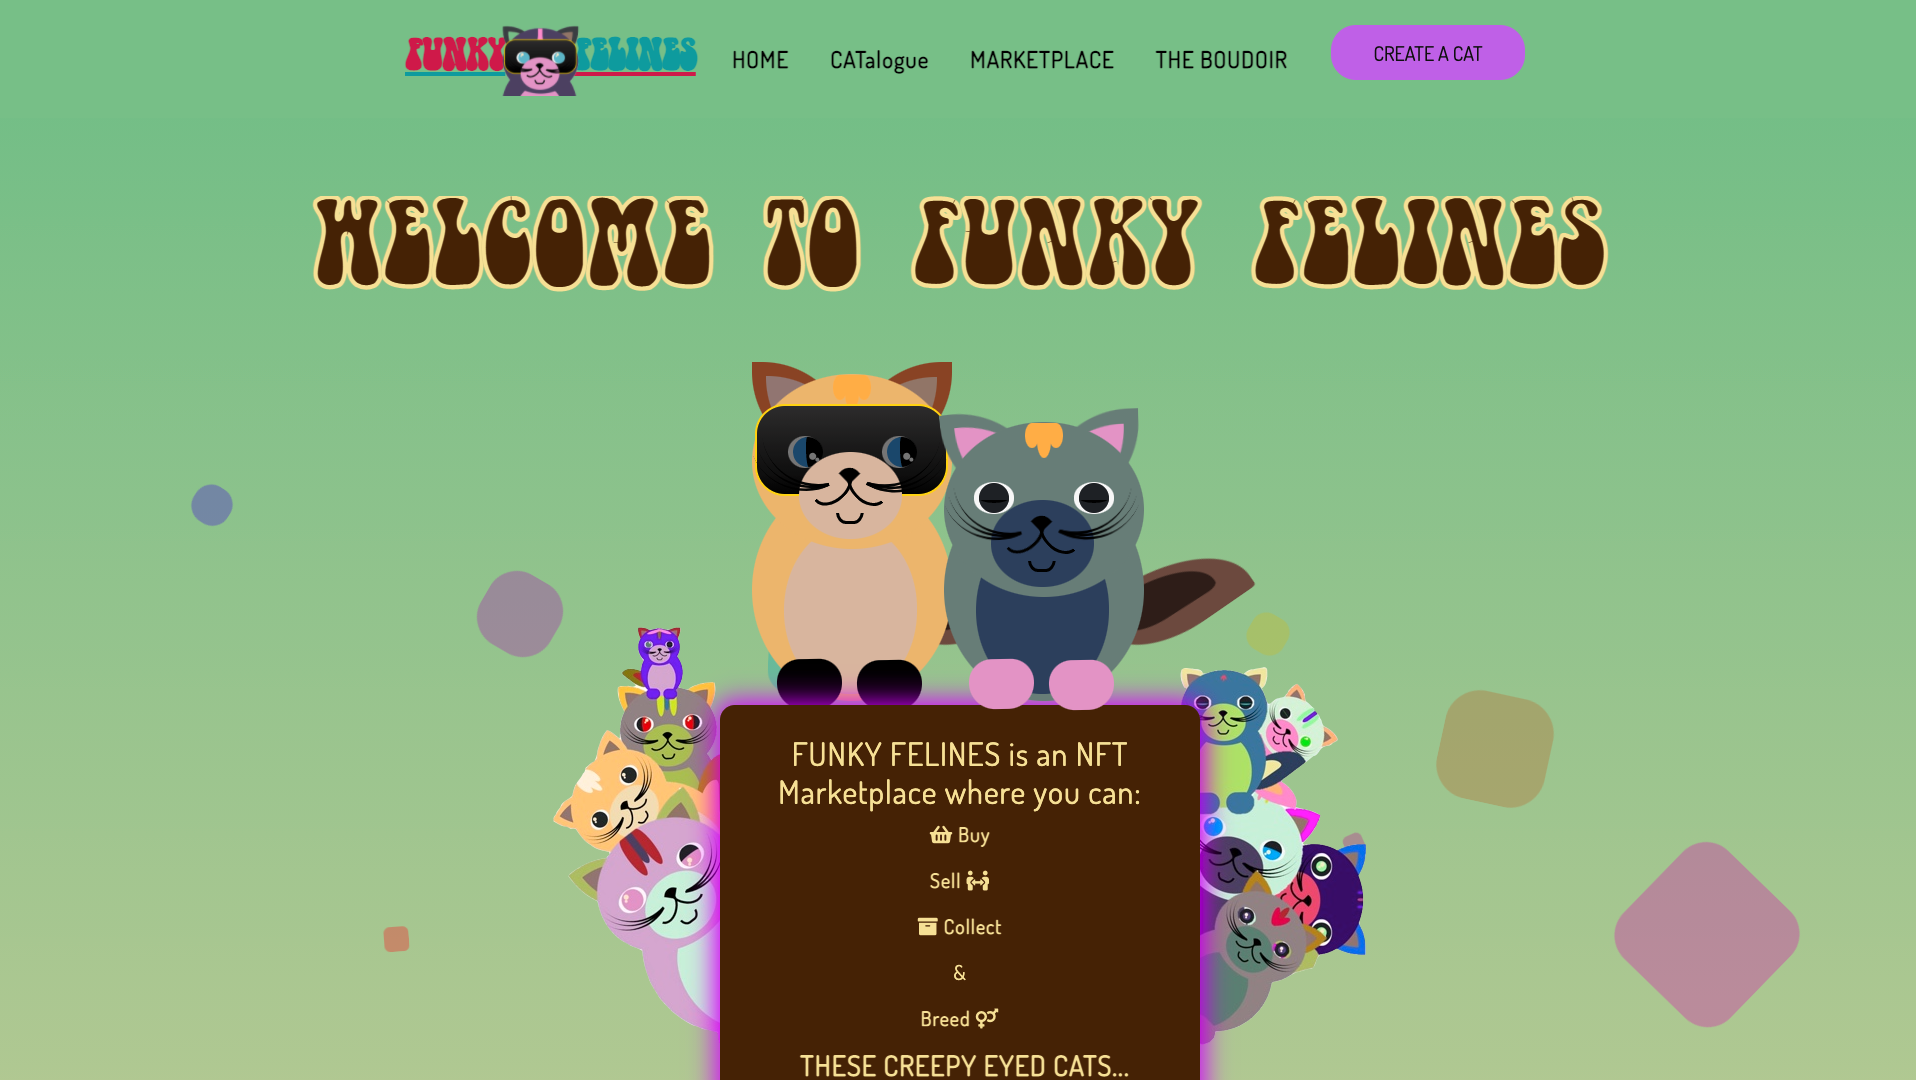 FUNKY FELINES
HOME
CATalogue
MARKETPLACE
THE BOUDOIR
CREATE A CAT
WELCOME TO FUNKY FELINES
FUNKY FELINES is an NFT
Marketplace where you can:
Buy
Sell
Collect
&
Breed
THESE CREEPY EYED CATS...